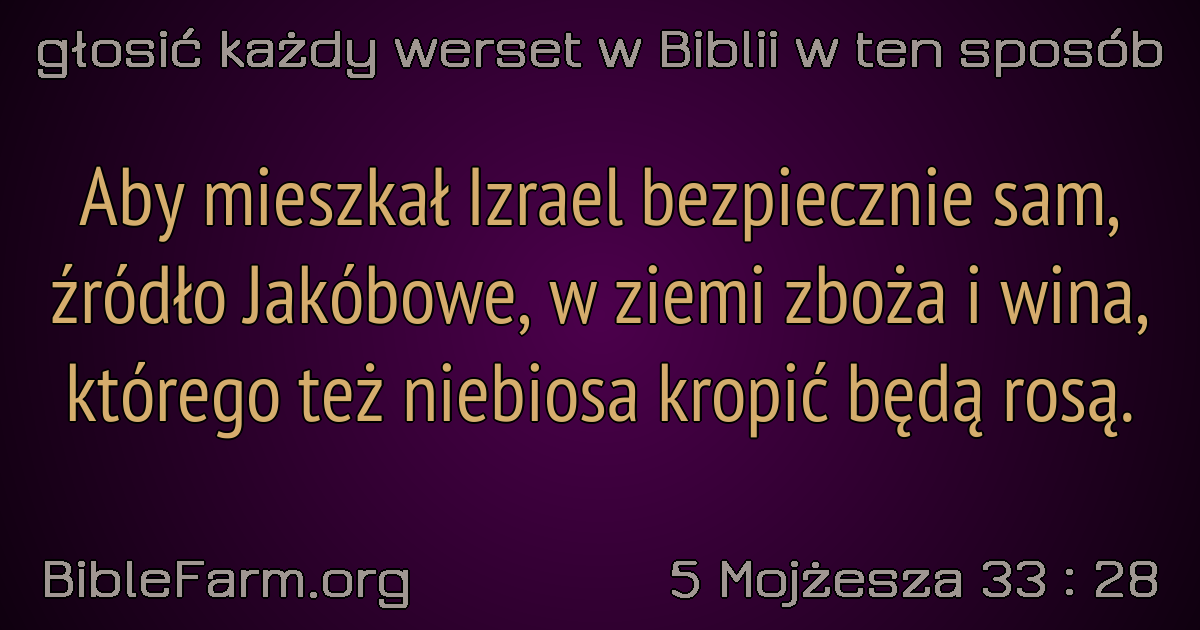 głosić każdy werset w Biblii w ten sposób
Aby mieszkał Izrael bezpiecznie sam,
źródło Jakóbowe, w ziemi zboża i wina,
którego też niebiosa kropić będą rosą.
BibleFarm.org
5 Mojżesza 33 : 28